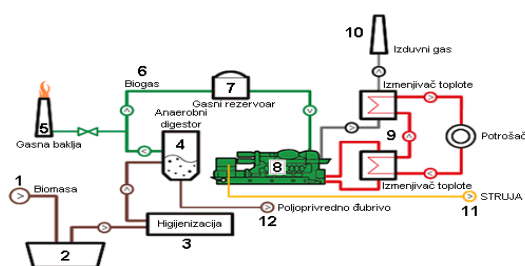 10
Izduvni gas
6
Biogas
7
Gasni rezervoar
Izmenjivač toplote
5
Gasna baklja
Anaerobni
digestor
4
9
Potrošač
8
Izmenjivač toplote
1
Biomasa
STRUJA
11
Poljoprivredno đubrivo
12
Higijenizacija
3
2